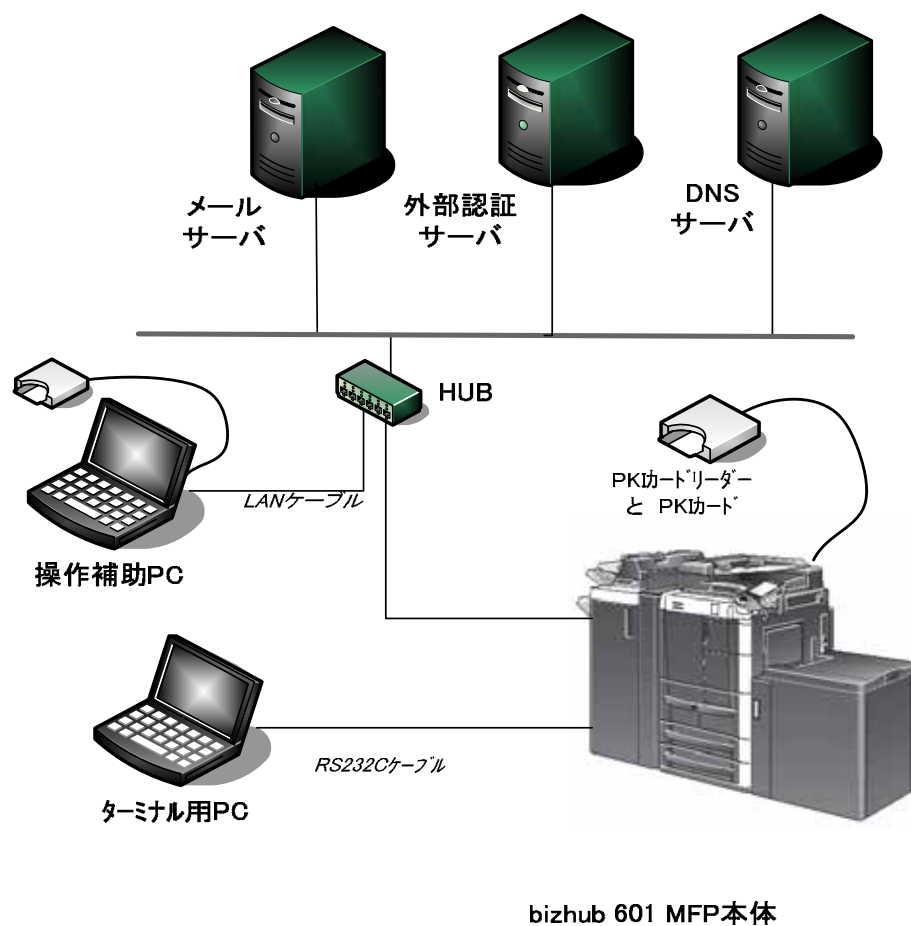 メール
サーバ
外部認証
サーバ
DNS
サーバ
HUB
PKIカードリーダー
と PKIカード
LANケーブル
操作補助PC
RS232Cケーブル
ターミナル用PC
bizhub 601 MFP本体